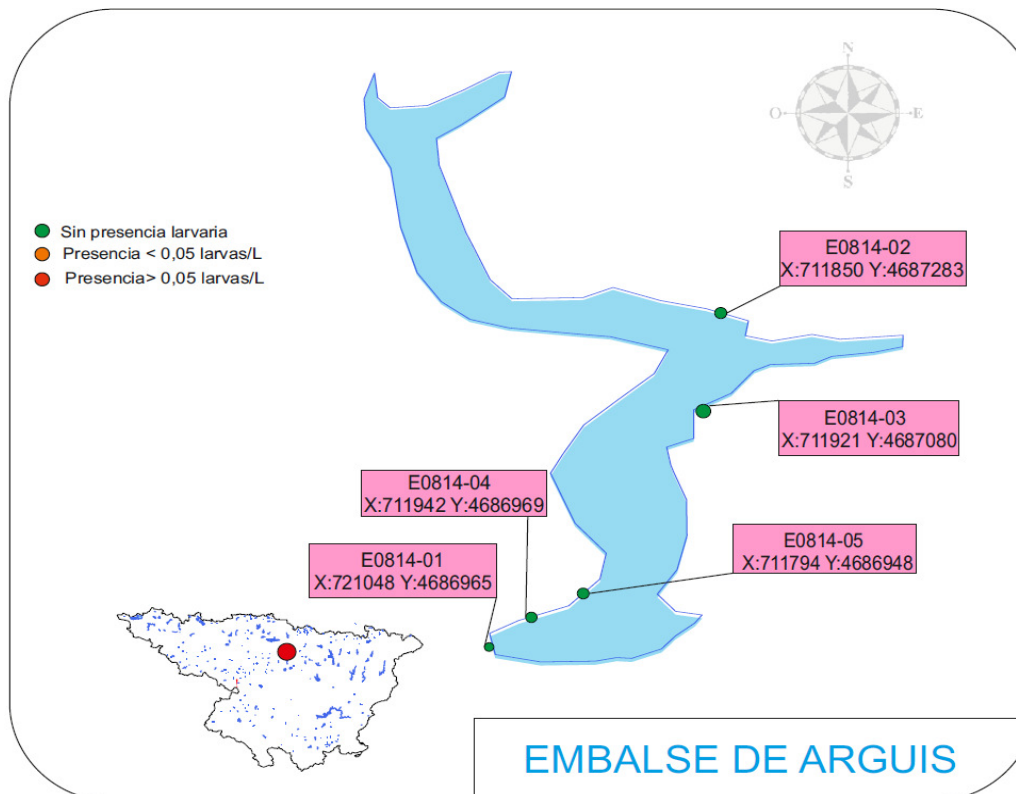 N
O
E
S
Sin presencia larvaria
Presencia < 0,05 larvas/L
Presencia> 0,05 larvas/L
E0814-02
X:711850 Y:4687283
E0814-03
X:711921 Y:4687080
E0814-04
X:711942 Y:4686969
E0814-05
X:711794 Y:4686948
E0814-01
X:721048 Y:4686965
EMBALSE DE ARGUIS